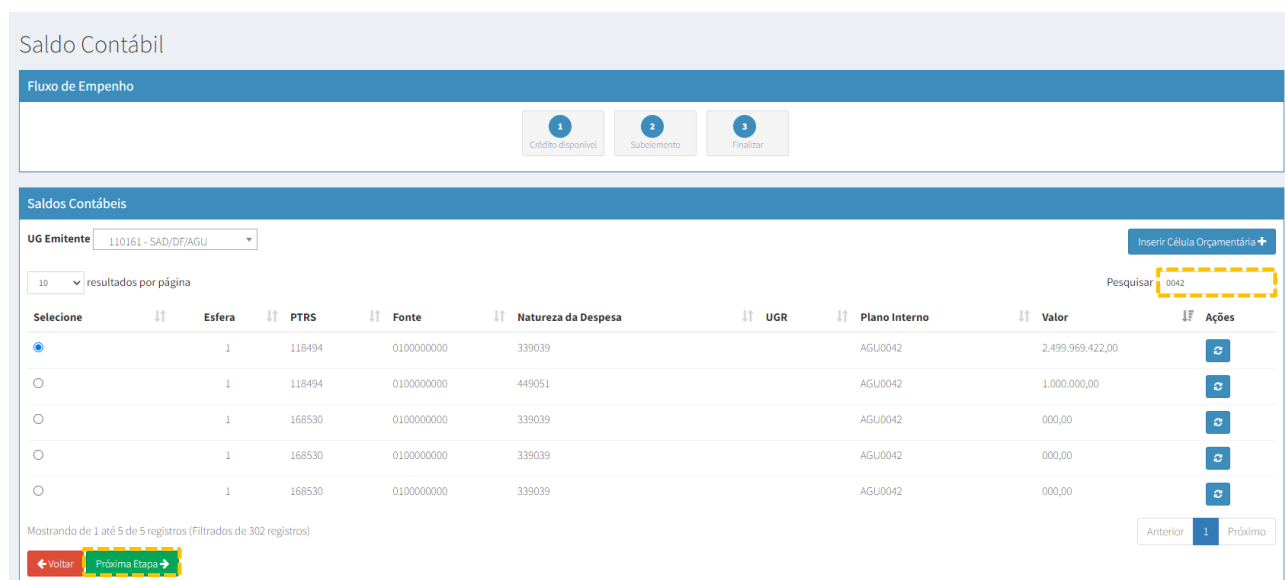 Saldo Contábil
Fluxo de Empenho
1 2 3
Crédito disponível Subelemento Finalizar
Saldos Contábeis
UG Emitente 110161 - SAD/DF/AGU Inserir Célula Orçamentária
10 resultados por página Pesquisar 0042
Selecione Esfera PTRS Fonte Natureza da Despesa UGR Plano Interno Valor Ações
1 118494 0100000000 339039 AGU0042 2.499.969.422,00
1 118494 0100000000 449051 AGU0042 1.000.000,00
1 168530 0100000000 339039 AGU0042 000,00
1 168530 0100000000 339039 AGU0042 000,00
1 168530 0100000000 339039 AGU0042 000,00
Mostrando de 1 até 5 de 5 registros (Filtrados de 302 registros) Anterior 1 Próximo
Voltar Próxima Etapa